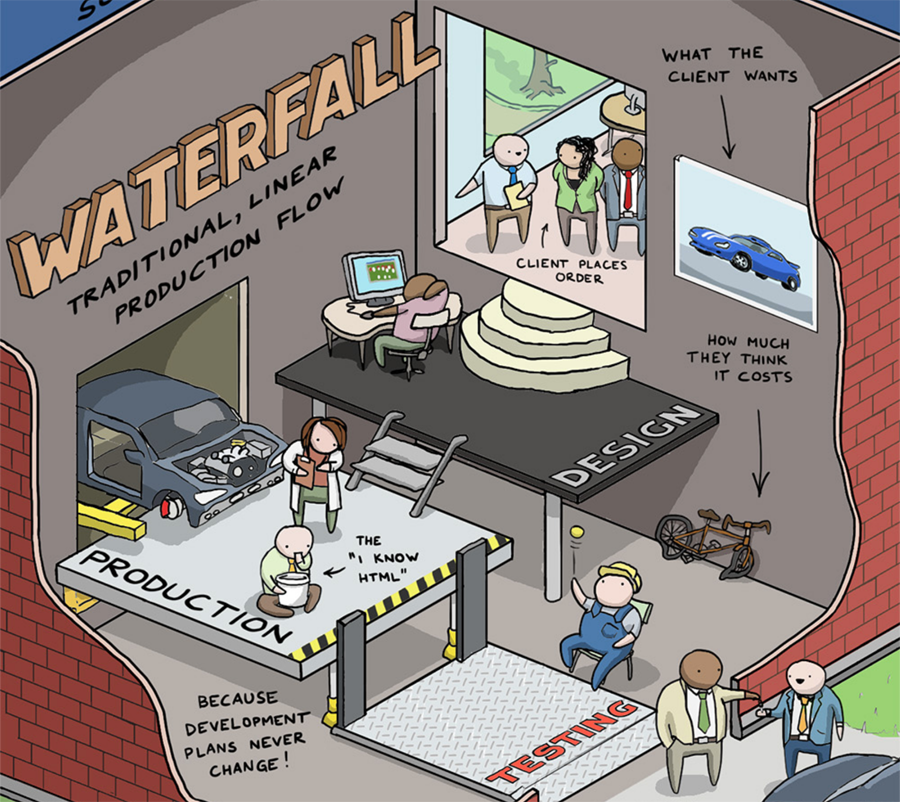 WATERFALL
TRADITIONAL, LINEAR
PRODUCTION FLOW
WHAT THE
CLIENT WANTS
CLIENT PLACES
ORDER
HOW MUCH
THEY THINK
IT COSTS
DESIGN
THE
"I KNOW
HTML"
PRODUCTION
BECAUSE
DEVELOPMENT
PLANS NEVER
CHANGE!
TESTING